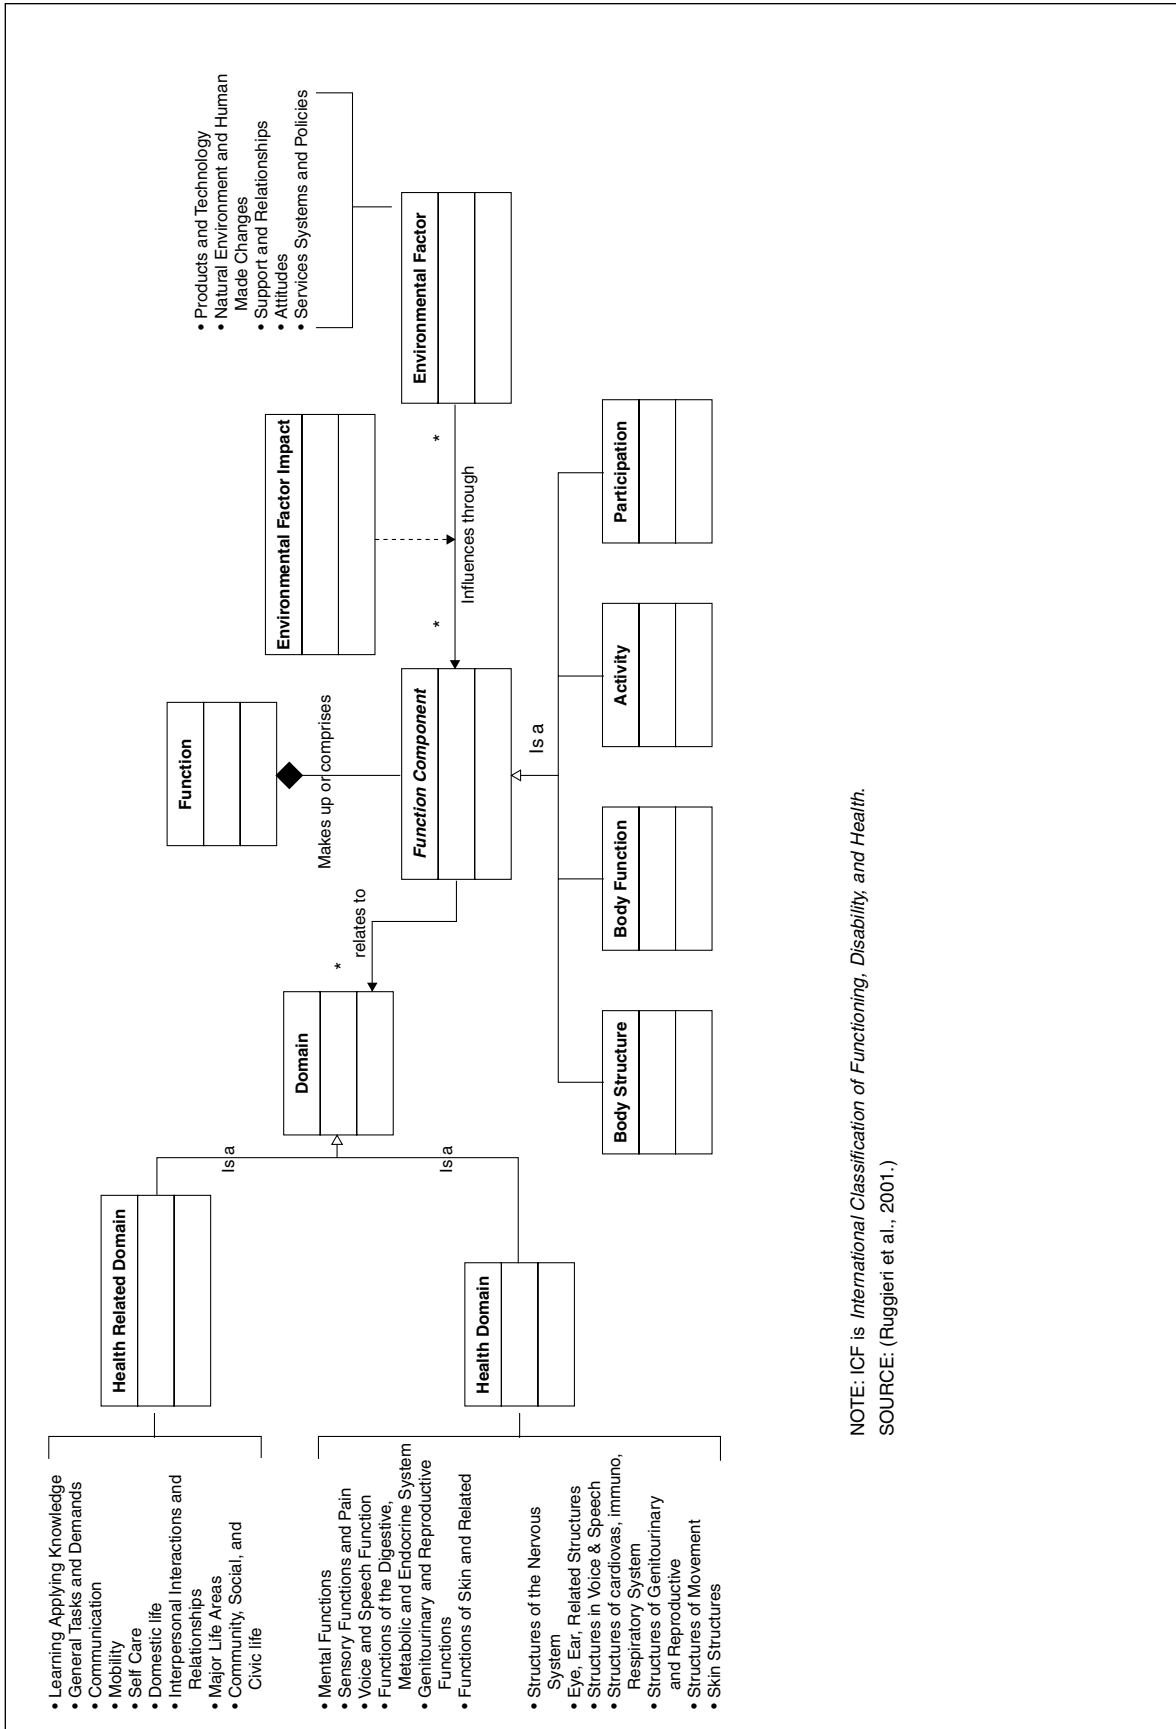 • Learning Applying Knowledge
• General Tasks and Demands
• Communication
• Mobility
• Self Care
• Domestic life
• Interpersonal Interactions and
Relationships
• Major Life Areas
• Community, Social, and
Civic life
Health Related Domain
Is a
• Mental Functions
• Sensory Functions and Pain
• Voice and Speech Function
• Functions of the Digestive,
Metabolic and Endocrine System
• Genitourinary and Reproductive
Functions
• Functions of Skin and Related
• Structures of the Nervous
System
• Eye, Ear, Related Structures
• Structures in Voice & Speech
• Structures of cardiovas, immuno,
Respiratory System
• Structures of Genitourinary
and Reproductive
• Structures of Movement
• Skin Structures
Health Domain
Is a
Domain
*
relates to
Function
Makes up or comprises
Function Component
Environmental Factor Impact
*
Influences through
*
Environmental Factor
• Products and Technology
• Natural Environment and Human
Made Changes
• Support and Relationships
• Attitudes
• Services Systems and Policies
Is a
Body Structure
Body Function
Activity
Participation
NOTE: ICF is International Classification of Functioning, Disability, and Health.
SOURCE: (Ruggieri et al., 2001.)